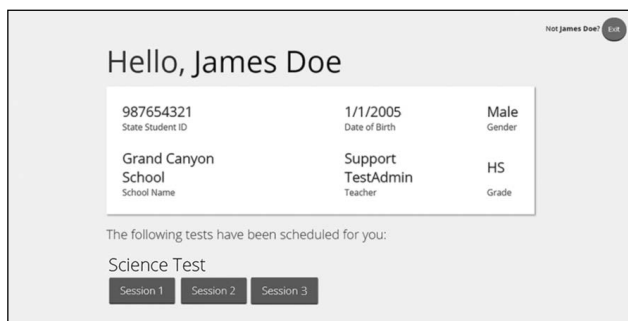 Not James Doe? Exit
Hello, James Doe
987654321 1/1/2005 Male
State Student ID Date of Birth Gender
Grand Canyon Support
School TestAdmin HS
School Name Teacher Grade
The following tests have been scheduled for you:
Science Test
Session 1 Session 2 Session 3